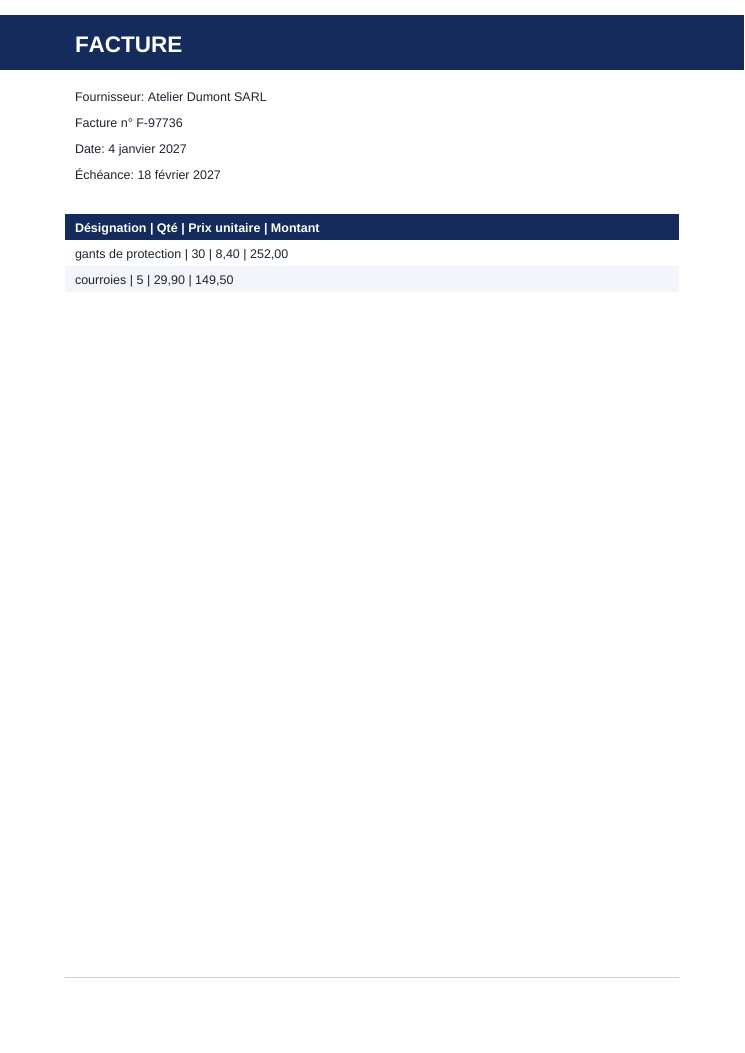 FACTURE
Fournisseur: Atelier Dumont SARL
Facture n° F-97736
Date: 4 janvier 2027
Échéance: 18 février 2027
Désignation | Qté | Prix unitaire | Montant
gants de protection | 30 | 8,40 | 252,00
courroies | 5 | 29,90 | 149,50